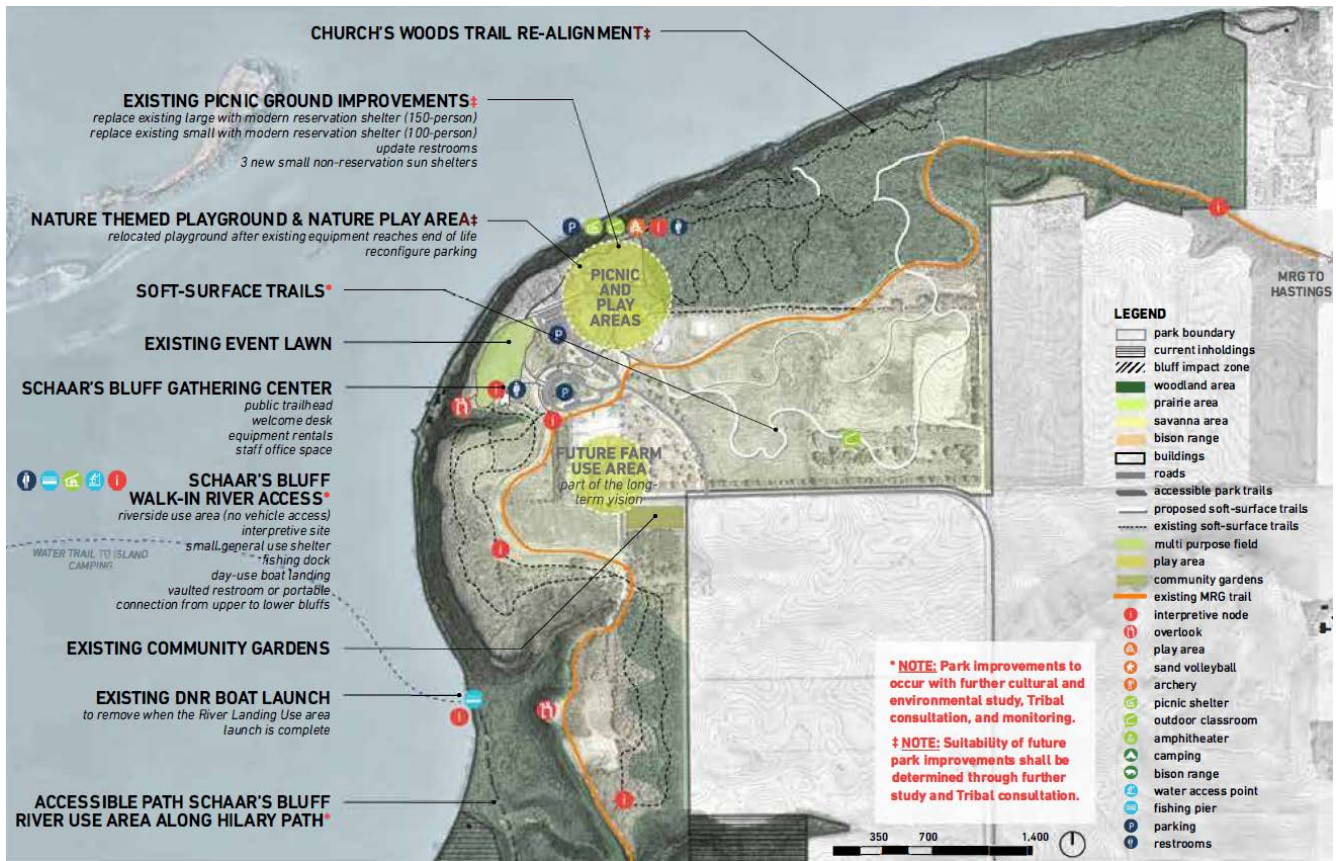 CHURCH'S WOODS TRAIL RE-ALIGNMENT‡
EXISTING PICNIC GROUND IMPROVEMENTS‡
replace existing large with modern reservation shelter (150-person)
replace existing small with modern reservation shelter (100-person)
update restrooms
3 new small non-reservation sun shelters
NATURE THEMED PLAYGROUND & NATURE PLAY AREA‡
relocated playground after existing equipment reaches end of life
reconfigure parking
SOFT-SURFACE TRAILS*
EXISTING EVENT LAWN
SCHAAR'S BLUFF GATHERING CENTER
public trailhead
welcome desk
equipment rentals
staff office space
SCHAAR'S BLUFF
WALK-IN RIVER ACCESS*
riverside use area (no vehicle access)
interpretive site
small general use shelter
fishing dock
day-use boat landing
vaulted restroom or portable
connection from upper to lower bluffs
WATER TRAIL TO ISLAND
CAMPING
EXISTING COMMUNITY GARDENS
EXISTING DNR BOAT LAUNCH
to remove when the River Landing Use area
launch is complete
ACCESSIBLE PATH SCHAAR'S BLUFF
RIVER USE AREA ALONG HILARY PATH*
PICNIC
AND
PLAY
AREAS
FUTURE FARM
USE AREA
part of the long-
term vision
MRG TO
HASTINGS
LEGEND
park boundary
current inholdings
bluff impact zone
woodland area
prairie area
savanna area
bison range
buildings
roads
accessible park trails
proposed soft-surface trails
existing soft-surface trails
multi purpose field
play area
community gardens
existing MRG trail
interpretive node
overlook
play area
sand volleyball
archery
picnic shelter
outdoor classroom
amphitheater
camping
bison range
water access point
fishing pier
parking
restrooms
* NOTE: Park improvements to
occur with further cultural and
environmental study, Tribal
consultation, and monitoring.
‡ NOTE: Suitability of future
park improvements shall be
determined through further
study and Tribal consultation.
350 700 1,400